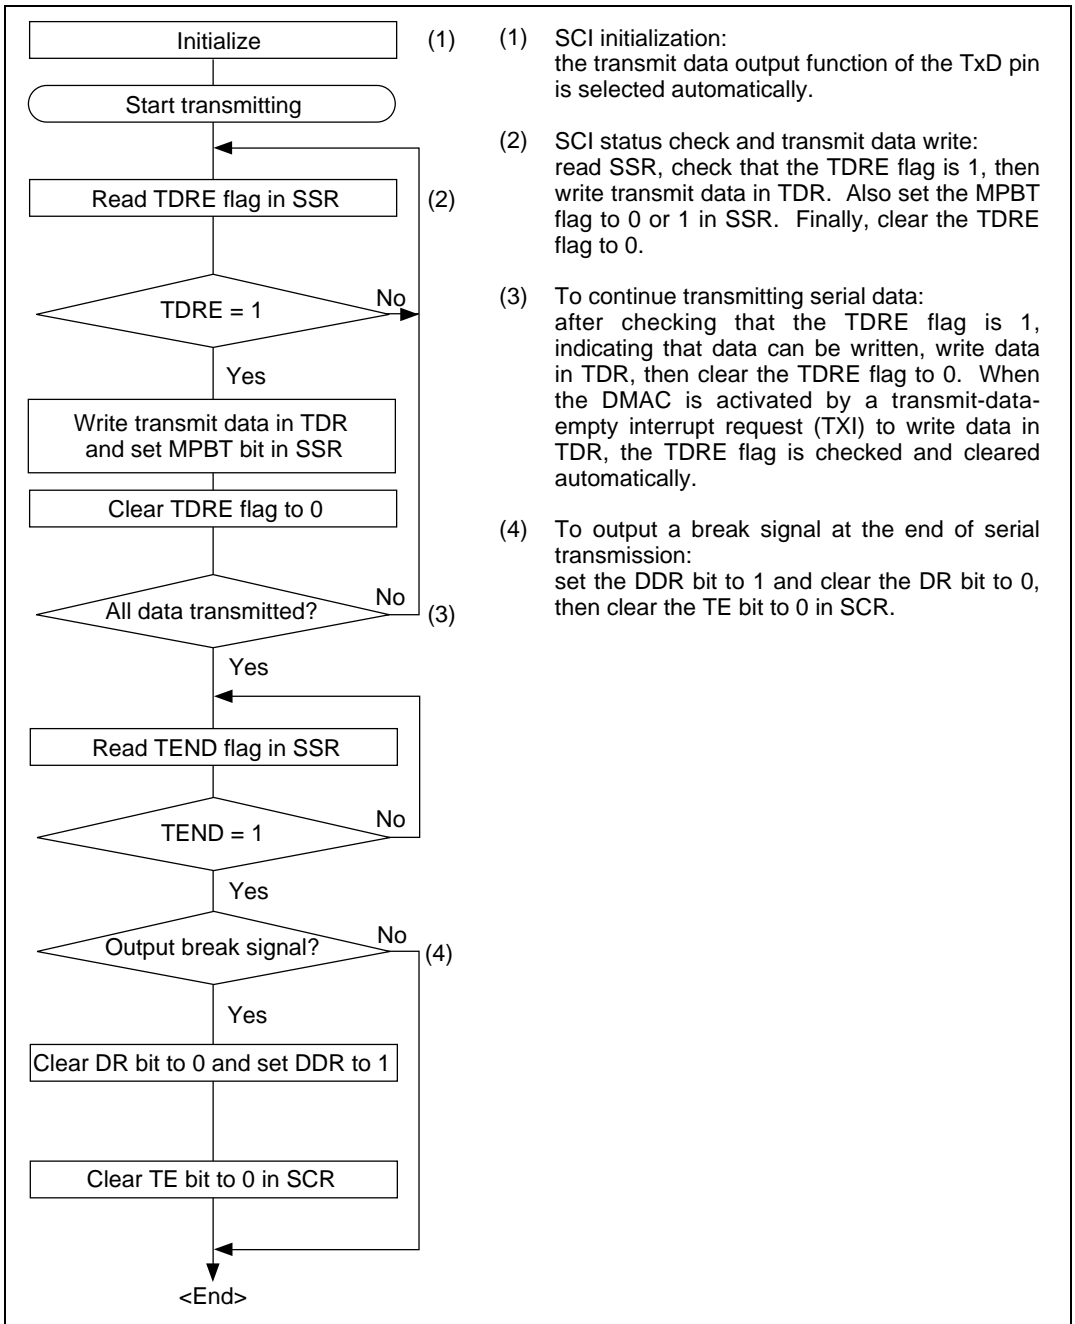 Initialize
(1)
Start transmitting
Read TDRE flag in SSR
(2)
TDRE = 1
No
Yes
Write transmit data in TDR
and set MPBT bit in SSR
Clear TDRE flag to 0
All data transmitted?
No
(3)
Yes
Read TEND flag in SSR
TEND = 1
No
Yes
Output break signal?
No
(4)
Yes
Clear DR bit to 0 and set DDR to 1
Clear TE bit to 0 in SCR
<End>
(1) SCI initialization:
the transmit data output function of the TxD pin
is selected automatically.
(2) SCI status check and transmit data write:
read SSR, check that the TDRE flag is 1, then
write transmit data in TDR. Also set the MPBT
flag to 0 or 1 in SSR. Finally, clear the TDRE
flag to 0.
(3) To continue transmitting serial data:
after checking that the TDRE flag is 1,
indicating that data can be written, write data
in TDR, then clear the TDRE flag to 0. When
the DMAC is activated by a transmit-data-
empty interrupt request (TXI) to write data in
TDR, the TDRE flag is checked and cleared
automatically.
(4) To output a break signal at the end of serial
transmission:
set the DDR bit to 1 and clear the DR bit to 0,
then clear the TE bit to 0 in SCR.